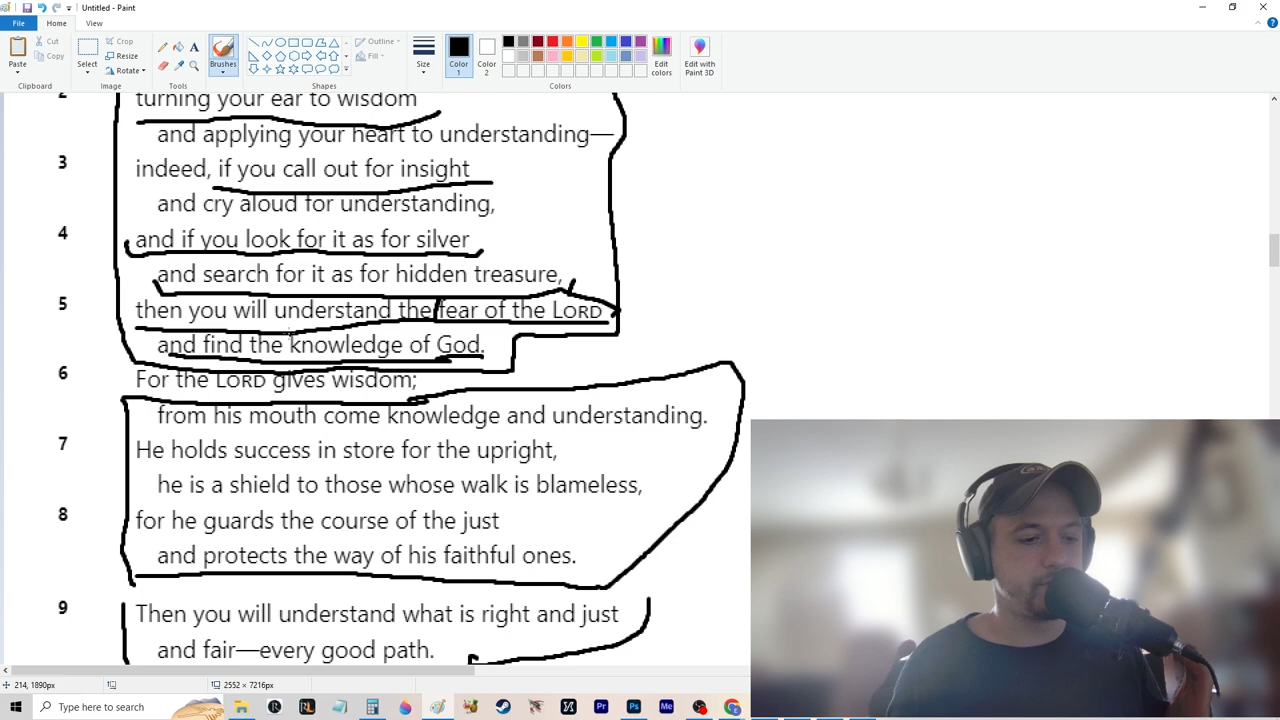 Untitled - Paint
File Home View
Paste
Cut
Copy
Clipboard
Select
Crop
Resize
Rotate
Image
Tools
Brushes
Outline
Fill
Shapes
Size
Color 1
Color 2
Edit colors
Colors
Edit with Paint 3D
2 turning your ear to wisdom
and applying your heart to understanding—
3 indeed, if you call out for insight
and cry aloud for understanding,
4 and if you look for it as for silver
and search for it as for hidden treasure,
5 then you will understand the fear of the LORD
and find the knowledge of God.
6 For the LORD gives wisdom;
from his mouth come knowledge and understanding.
7 He holds success in store for the upright,
he is a shield to those whose walk is blameless,
8 for he guards the course of the just
and protects the way of his faithful ones.
9 Then you will understand what is right and just
and fair—every good path.
214, 1890px
2552 × 7216px
Type here to search